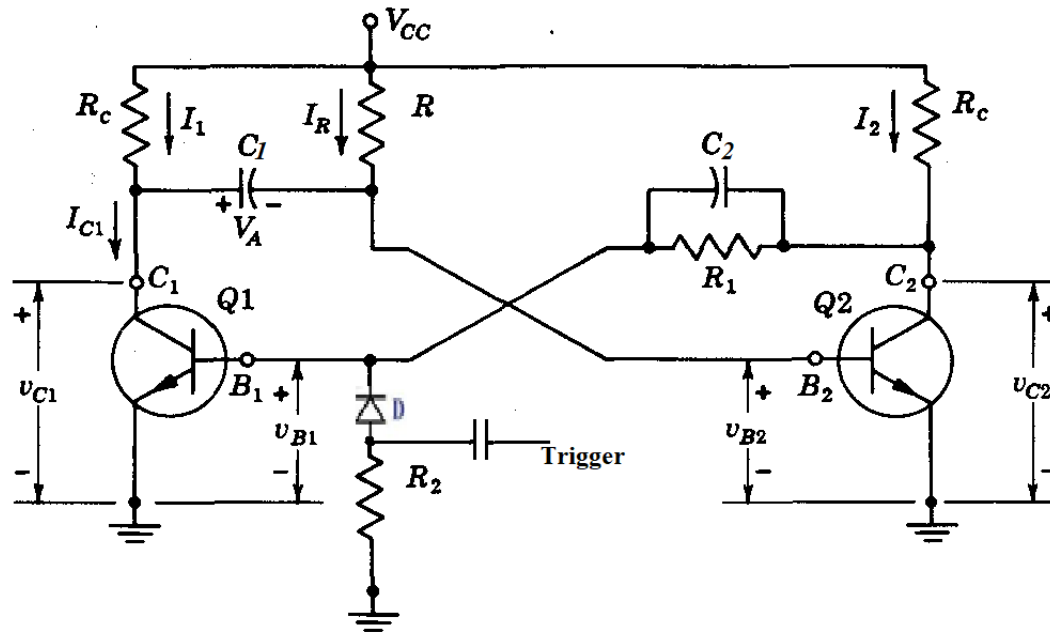 V_CC
R_c
I_1
I_R
R
I_2
R_c
C_1
C_2
+ V_A -
I_C1
R_1
C_1
Q1
Q2
C_2
+
+
+
B_1
D
B_2
v_C1
v_B1
v_B2
v_C2
+
+
Trigger
R_2
-
-
-
-